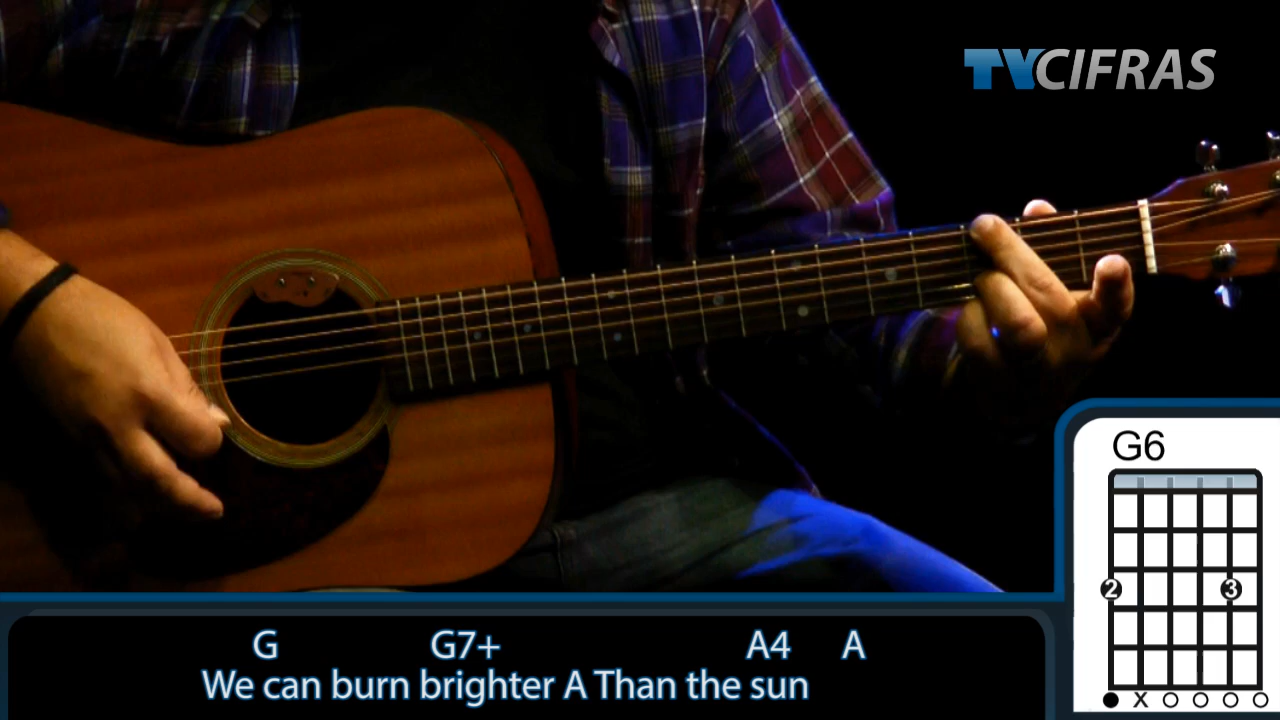 TVCIFRAS
G6
2 3
X
G G7+ A4 A
We can burn brighter A Than the sun